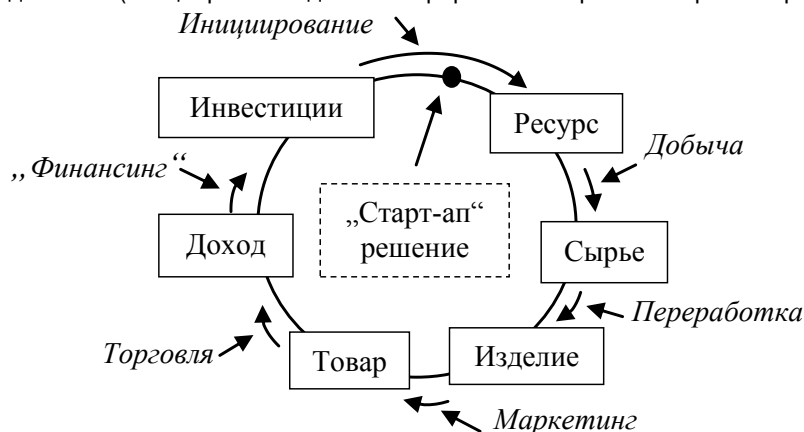 Инициирование
Инвестиции
Ресурс
Добыча
„Финансинг“
„Старт-ап“
решение
Доход
Сырье
Переработка
Торговля
Товар
Изделие
Маркетинг